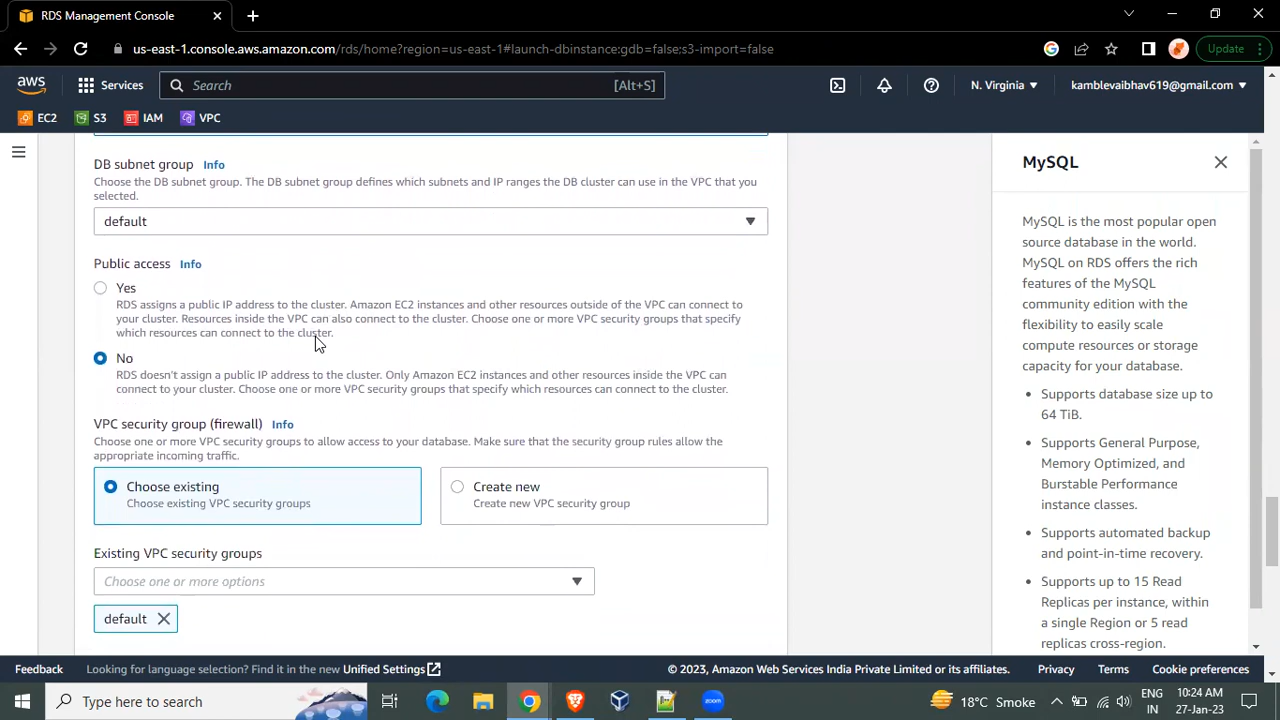 RDS Management Console
us-east-1.console.aws.amazon.com/rds/home?region=us-east-1#launch-dbinstance:gdb=false;s3-import=false
Update
aws
Services
Search
[Alt+S]
N. Virginia
kamblevaibhav619@gmail.com
EC2
S3
IAM
VPC
DB subnet group Info
Choose the DB subnet group. The DB subnet group defines which subnets and IP ranges the DB cluster can use in the VPC that you
selected.
default
Public access Info
Yes
RDS assigns a public IP address to the cluster. Amazon EC2 instances and other resources outside of the VPC can connect to
your cluster. Resources inside the VPC can also connect to the cluster. Choose one or more VPC security groups that specify
which resources can connect to the cluster.
No
RDS doesn't assign a public IP address to the cluster. Only Amazon EC2 instances and other resources inside the VPC can
connect to your cluster. Choose one or more VPC security groups that specify which resources can connect to the cluster.
VPC security group (firewall) Info
Choose one or more VPC security groups to allow access to your database. Make sure that the security group rules allow the
appropriate incoming traffic.
Choose existing
Choose existing VPC security groups
Create new
Create new VPC security group
Existing VPC security groups
Choose one or more options
default
MySQL
MySQL is the most popular open
source database in the world.
MySQL on RDS offers the rich
features of the MySQL
community edition with the
flexibility to easily scale
compute resources or storage
capacity for your database.
• Supports database size up to
64 TiB.
• Supports General Purpose,
Memory Optimized, and
Burstable Performance
instance classes.
• Supports automated backup
and point-in-time recovery.
• Supports up to 15 Read
Replicas per instance, within
a single Region or 5 read
replicas cross-region.
Feedback
Looking for language selection? Find it in the new Unified Settings
© 2023, Amazon Web Services India Private Limited or its affiliates.
Privacy
Terms
Cookie preferences
Type here to search
zoom
18°C Smoke
ENG
IN
10:24 AM
27-Jan-23